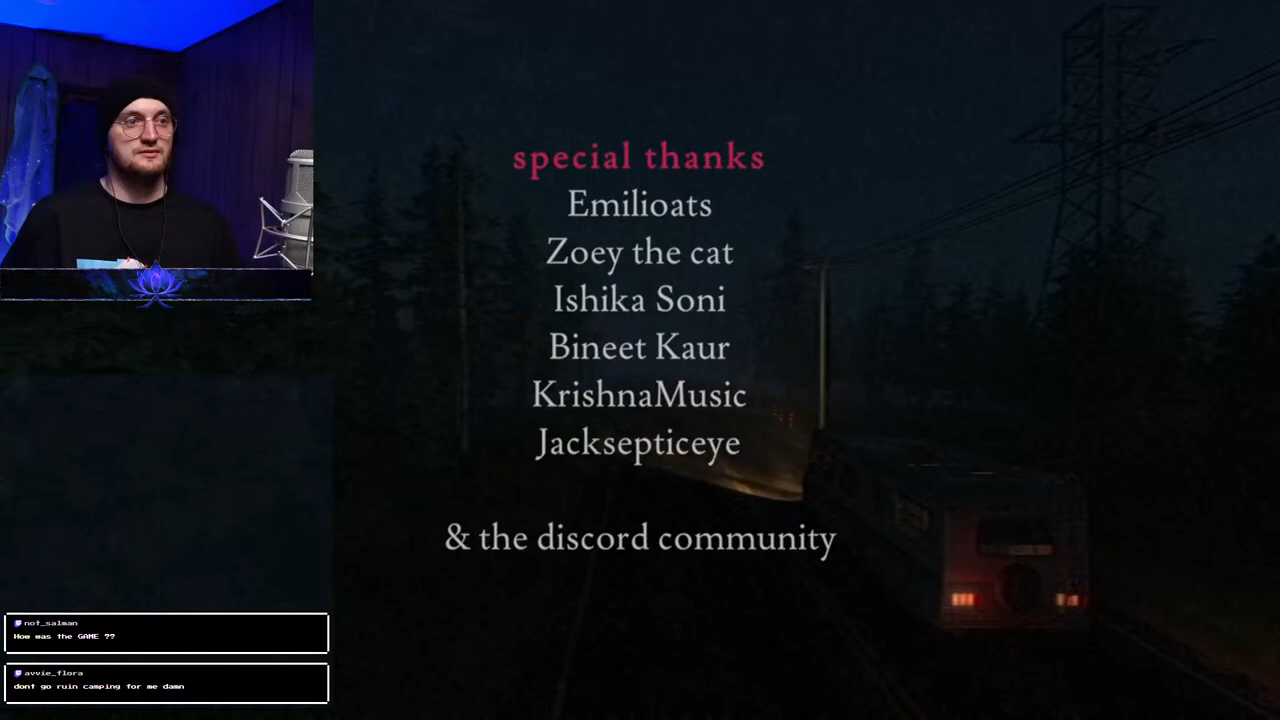 special thanks
Emilioats
Zoey the cat
Ishika Soni
Bineet Kaur
KrishnaMusic
Jacksepticeye
& the discord community
not_salman
How was the GAME ??
avvie_flora
dont go ruin camping for me damn